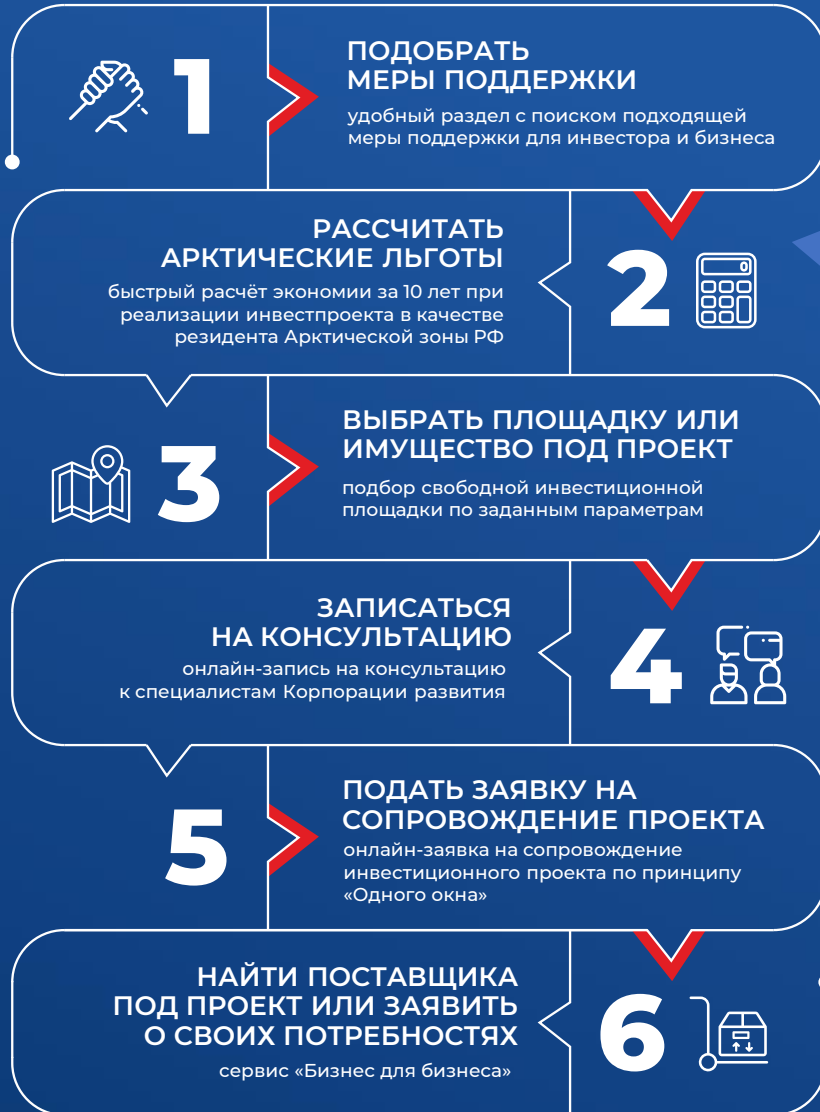 1
ПОДОБРАТЬ
МЕРЫ ПОДДЕРЖКИ
удобный раздел с поиском подходящей
меры поддержки для инвестора и бизнеса
РАССЧИТАТЬ
АРКТИЧЕСКИЕ ЛЬГОТЫ
быстрый расчёт экономии за 10 лет при
реализации инвестпроекта в качестве
резидента Арктической зоны РФ
2
0
3
ВЫБРАТЬ ПЛОЩАДКУ ИЛИ
ИМУЩЕСТВО ПОД ПРОЕКТ
подбор свободной инвестиционной
площадки по заданным параметрам
ЗАПИСАТЬСЯ
НА КОНСУЛЬТАЦИЮ
онлайн-запись на консультацию
к специалистам Корпорации развития
4
5
ПОДАТЬ ЗАЯВКУ НА
СОПРОВОЖДЕНИЕ ПРОЕКТА
онлайн-заявка на сопровождение
инвестиционного проекта по принципу
«Одного окна»
НАЙТИ ПОСТАВЩИКА
ПОД ПРОЕКТ ИЛИ ЗАЯВИТЬ
О СВОИХ ПОТРЕБНОСТЯХ
сервис «Бизнес для бизнеса»
6